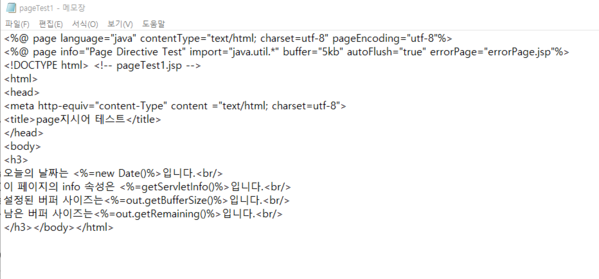 pageTest1 - 메모장
파일(F) 편집(E) 서식(O) 보기(V) 도움말
<%@ page language="java" contentType="text/html; charset=utf-8" pageEncoding="utf-8"%>
<%@ page info="Page Directive Test" import="java.util.*" buffer="5kb" autoFlush="true" errorPage="errorPage.jsp"%>
<!DOCTYPE html> <!-- pageTest1.jsp -->
<html>
<head>
<meta http-equiv="content-Type" content ="text/html; charset=utf-8">
<title>page지시어 테스트</title>
</head>
<body>
<h3>
오늘의 날짜는 <%=new Date()%>입니다.<br/>
이 페이지의 info 속성은 <%=getServletInfo()%>입니다.<br/>
설정된 버퍼 사이즈는<%=out.getBufferSize()%>입니다.<br/>
남은 버퍼 사이즈는<%=out.getRemaining()%>입니다.<br/>
</h3></body></html>